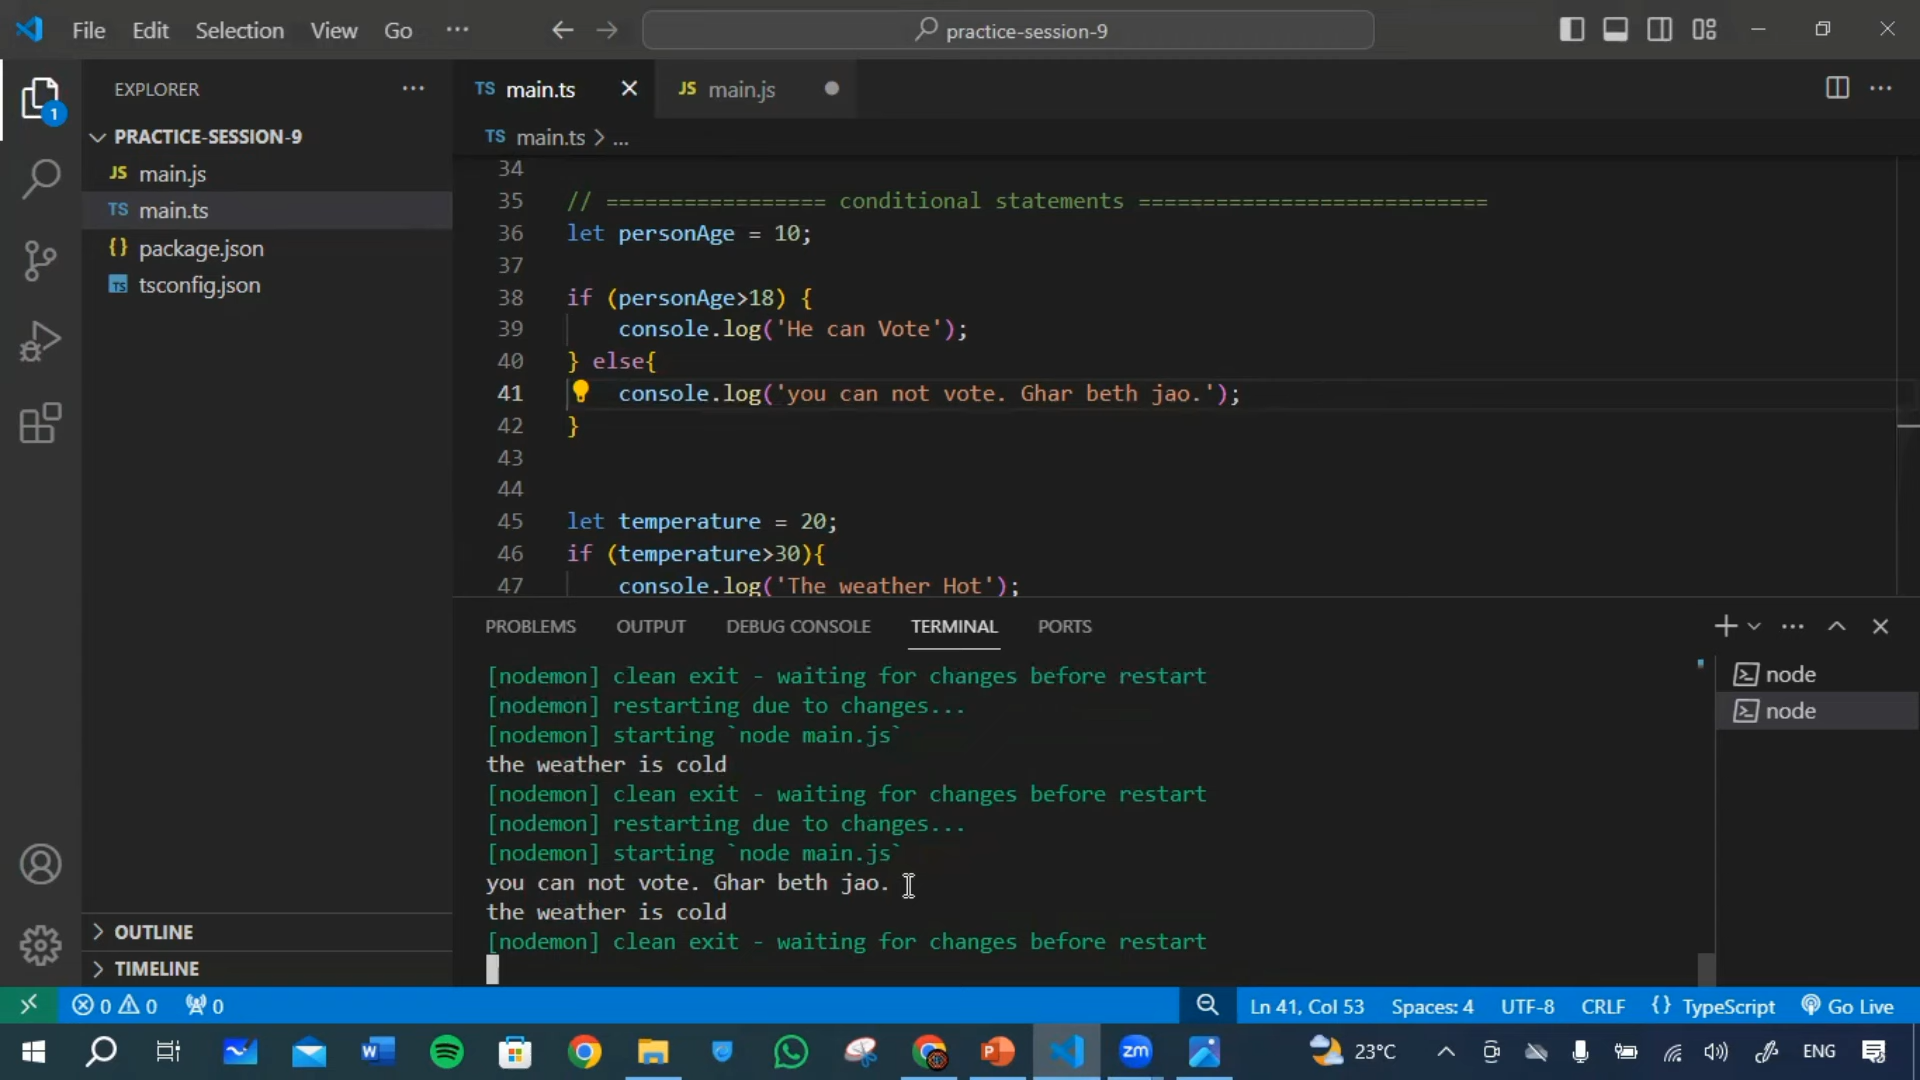 File Edit Selection View Go ···
practice-session-9
EXPLORER ···
PRACTICE-SESSION-9
JS main.js
TS main.ts
{} package.json
TS tsconfig.json
OUTLINE
TIMELINE
1
TS main.ts
JS main.js
TS main.ts > ...
34
35 // ================= conditional statements ===========================
36 let personAge = 10;
37
38 if (personAge>18) {
39 console.log('He can Vote');
40 } else{
41 console.log('you can not vote. Ghar beth jao.');
42 }
43
44
45 let temperature = 20;
46 if (temperature>30){
47 console.log('The weather Hot');
PROBLEMS OUTPUT DEBUG CONSOLE TERMINAL PORTS
[nodemon] clean exit - waiting for changes before restart
[nodemon] restarting due to changes...
[nodemon] starting `node main.js`
the weather is cold
[nodemon] clean exit - waiting for changes before restart
[nodemon] restarting due to changes...
[nodemon] starting `node main.js`
you can not vote. Ghar beth jao.
the weather is cold
[nodemon] clean exit - waiting for changes before restart
node
node
0 0 0
Ln 41, Col 53 Spaces: 4 UTF-8 CRLF {} TypeScript Go Live
23°C ENG